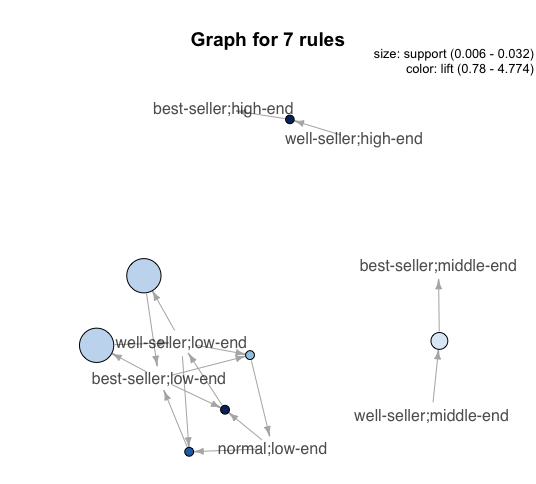 Graph for 7 rules
size: support (0.006 - 0.032)
color: lift (0.78 - 4.774)
best-seller;high-end
well-seller;high-end
best-seller;middle-end
well-seller;low-end
best-seller;low-end
well-seller;middle-end
normal;low-end